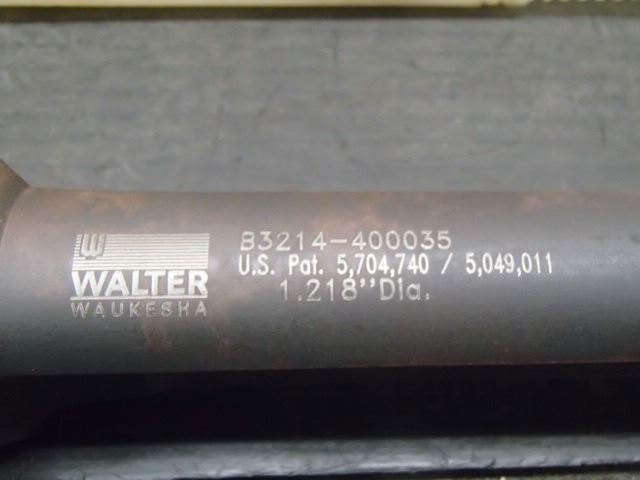 W
WALTER
WAUKESHA
B3214-400035
U.S. Pat. 5,704,740 / 5,049,011
1.218"Dia.